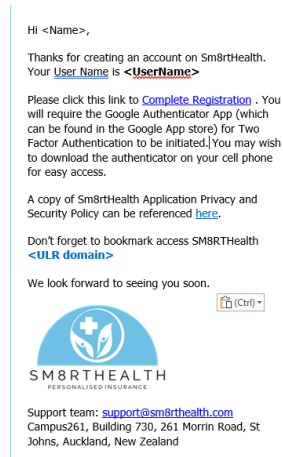 Hi <Name>,
Thanks for creating an account on Sm8rtHealth.
Your User Name is <UserName>
Please click this link to Complete Registration . You
will require the Google Authenticator App (which
can be found in the Google App store) for Two
Factor Authentication to be initiated. You may wish
to download the authenticator on your cell phone
for easy access.
A copy of Sm8rtHealth Application Privacy and
Security Policy can be referenced here.
Don't forget to bookmark access SM8RTHealth
<ULR domain>
We look forward to seeing you soon.
(Ctrl)
SM8RTHEALTH
PERSONALISED INSURANCE
Support team: support@sm8rthealth.com
Campus261, Building 730, 261 Morrin Road, St
Johns, Auckland, New Zealand